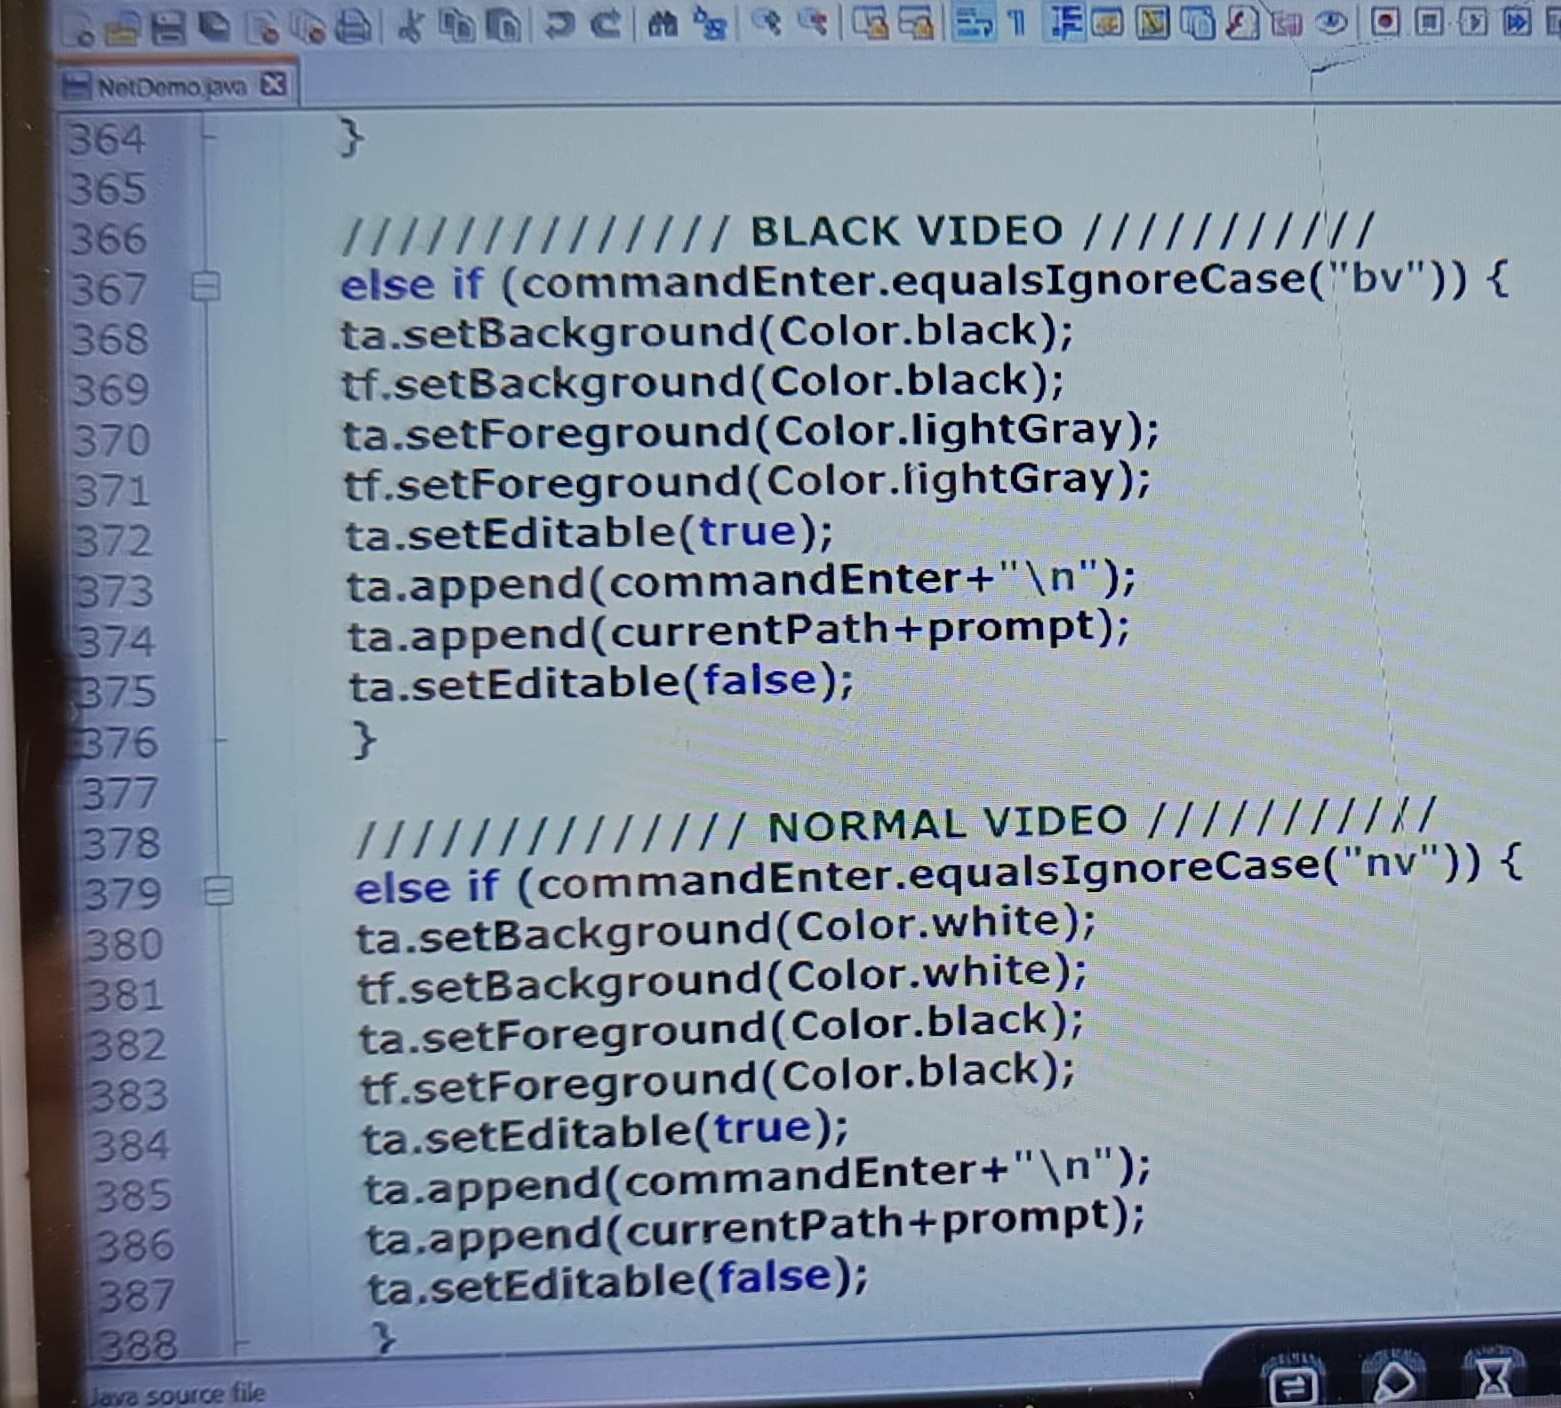 NetDemo.java
364 }
365
366 ////////////// BLACK VIDEO ///////////
367 else if (commandEnter.equalsIgnoreCase("bv")) {
368 ta.setBackground(Color.black);
369 tf.setBackground(Color.black);
370 ta.setForeground(Color.lightGray);
371 tf.setForeground(Color.lightGray);
372 ta.setEditable(true);
373 ta.append(commandEnter+"\n");
374 ta.append(currentPath+prompt);
375 ta.setEditable(false);
376 }
377
378 ////////////// NORMAL VIDEO ///////////
379 else if (commandEnter.equalsIgnoreCase("nv")) {
380 ta.setBackground(Color.white);
381 tf.setBackground(Color.white);
382 ta.setForeground(Color.black);
383 tf.setForeground(Color.black);
384 ta.setEditable(true);
385 ta.append(commandEnter+"\n");
386 ta.append(currentPath+prompt);
387 ta.setEditable(false);
388 }
Java source file